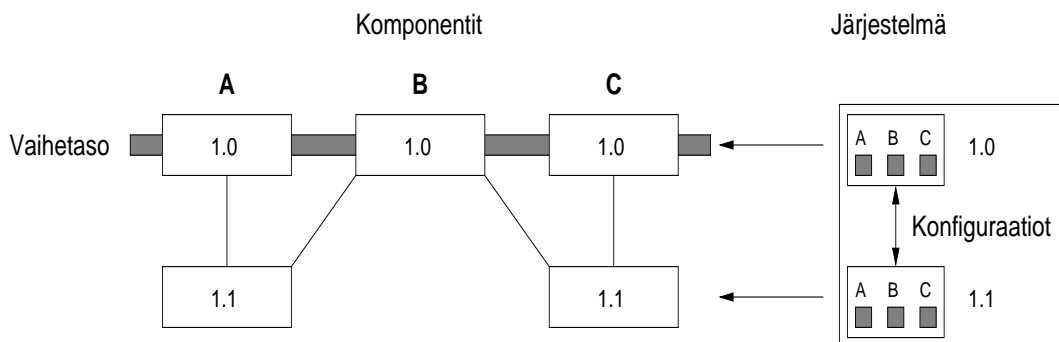 Komponentit Järjestelmä
A B C
Vaihetaso 1.0 1.0 1.0
A B C 1.0
Konfiguraatiot
1.1 1.1
A B C 1.1